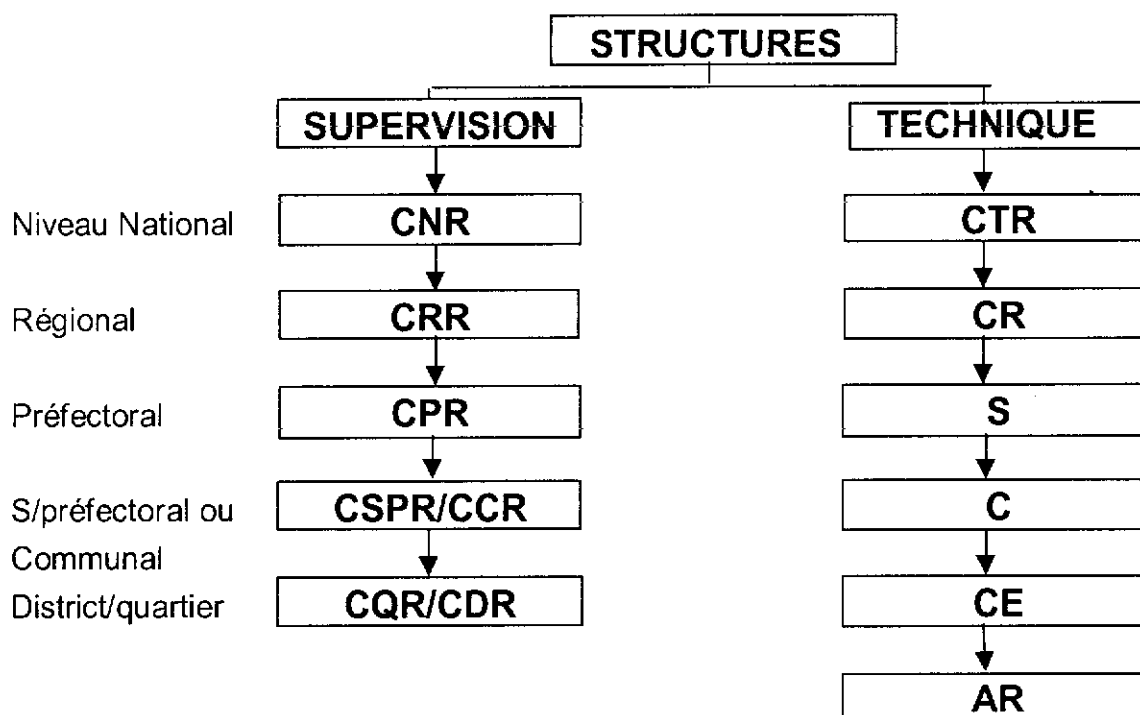 STRUCTURES
SUPERVISION TECHNIQUE
Niveau National CNR CTR
Régional CRR CR
Préfectoral CPR S
S/préfectoral ou CSPR/CCR C
Communal
District/quartier CQR/CDR CE
AR